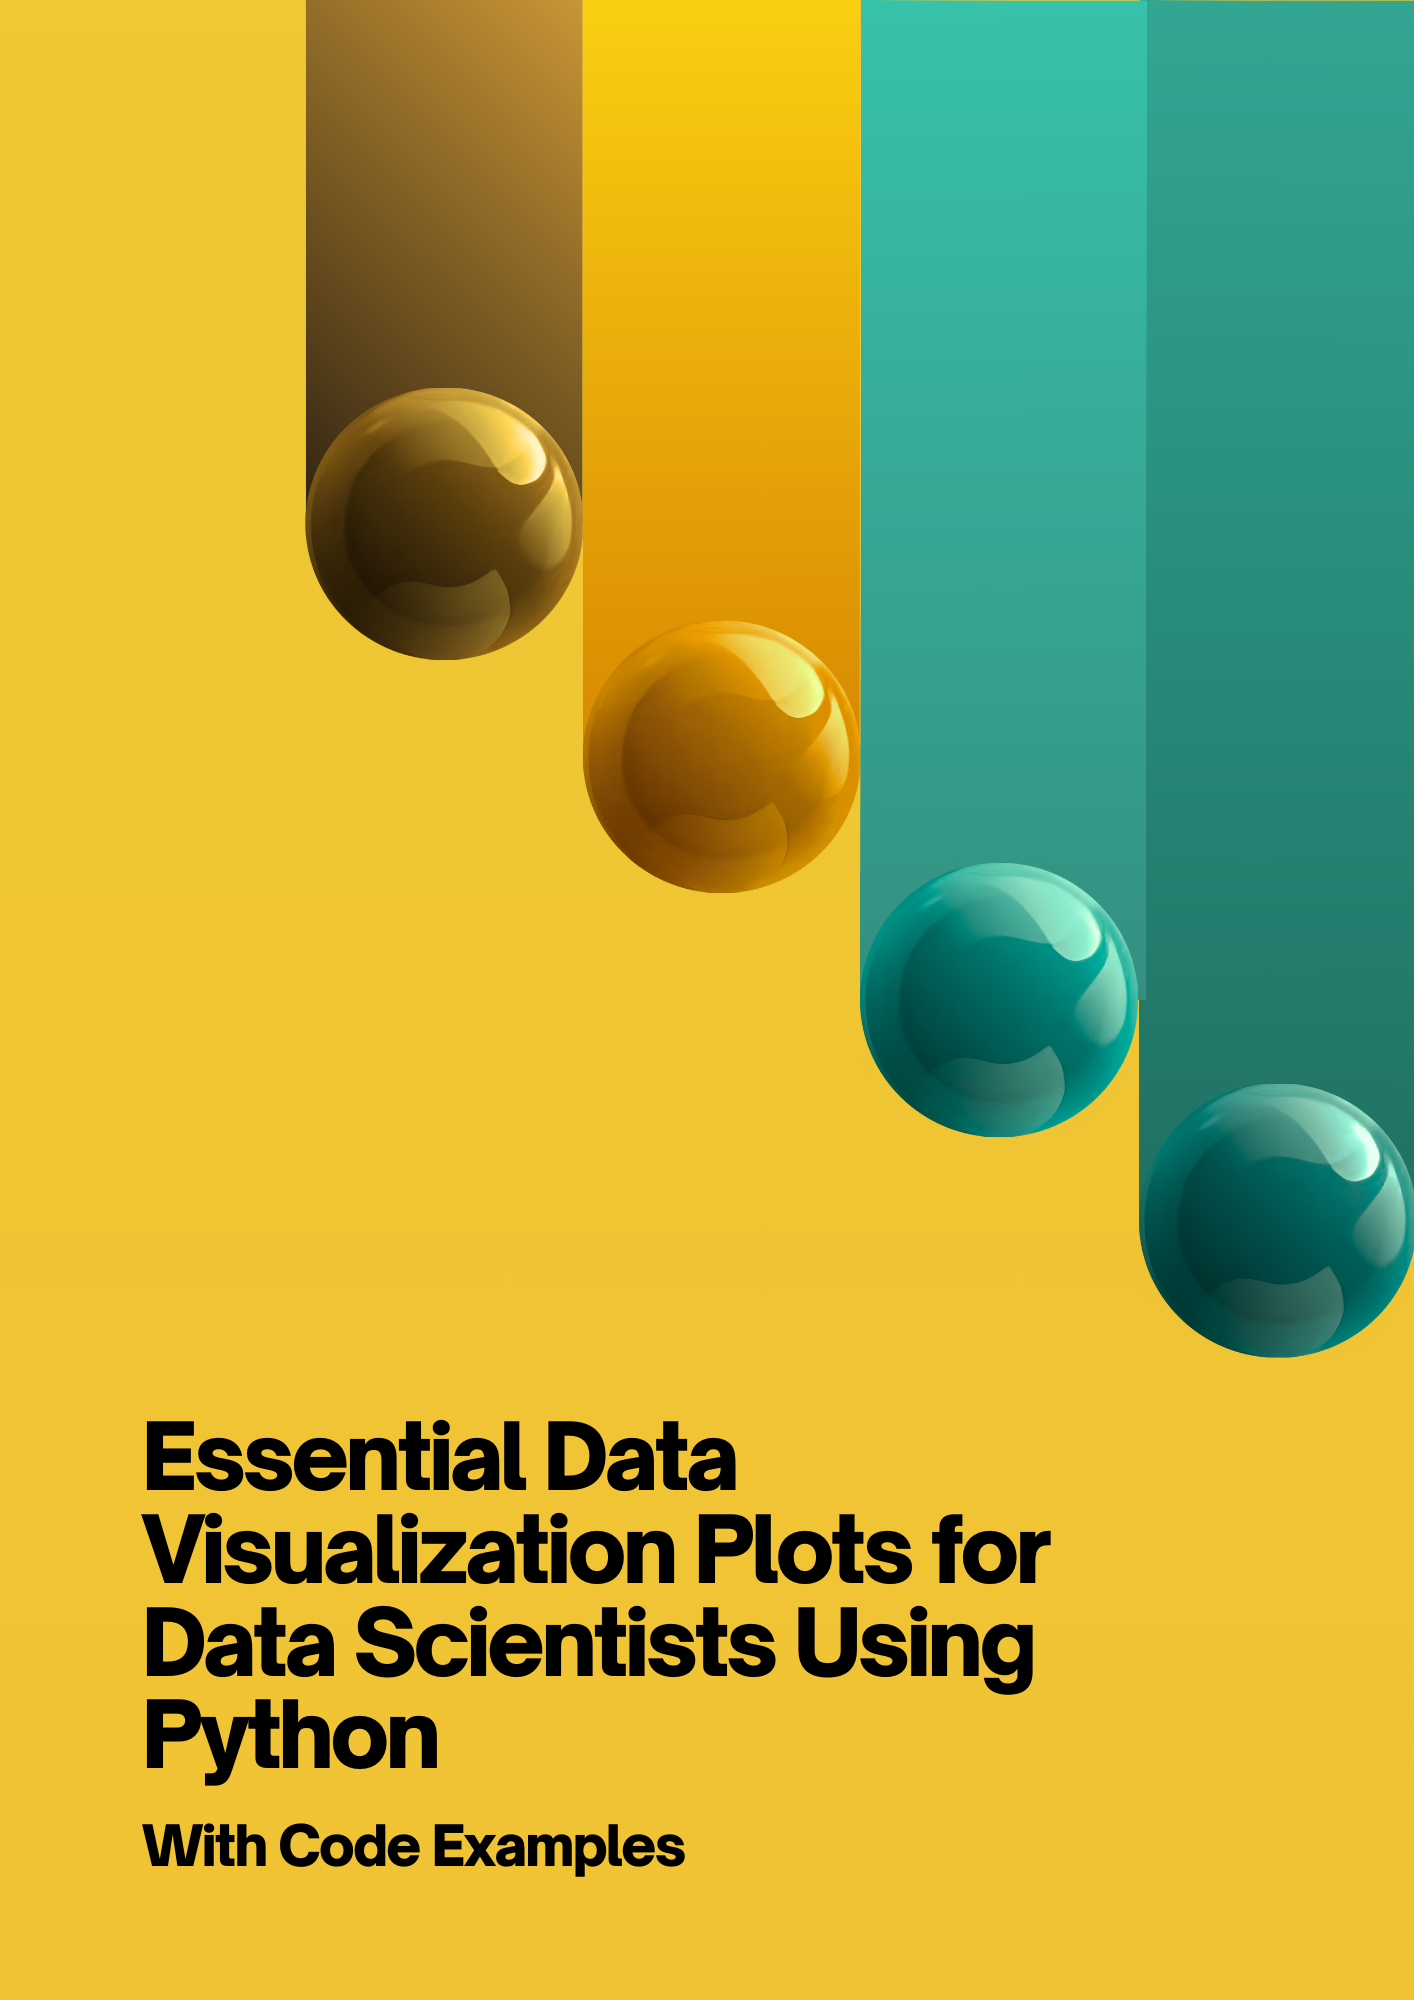 Essential Data
Visualization Plots for
Data Scientists Using
Python
With Code Examples